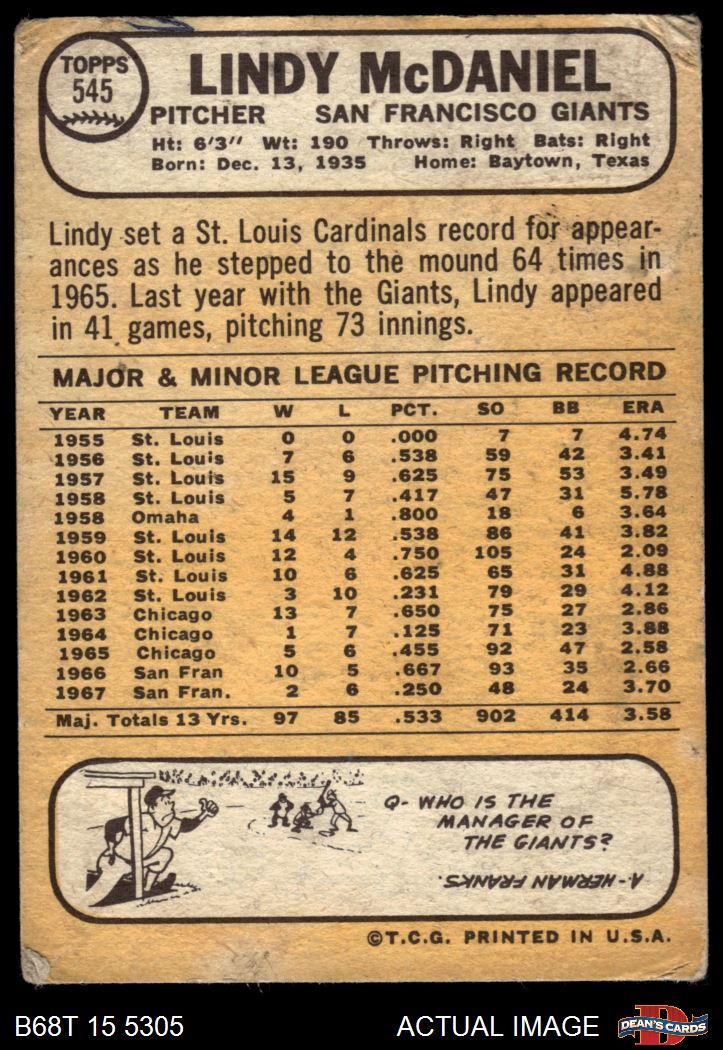 TOPPS
545
LINDY McDANIEL
PITCHER SAN FRANCISCO GIANTS
Ht: 6'3" Wt: 190 Throws: Right Bats: Right
Born: Dec. 13, 1935 Home: Baytown, Texas
Lindy set a St. Louis Cardinals record for appear-
ances as he stepped to the mound 64 times in
1965. Last year with the Giants, Lindy appeared
in 41 games, pitching 73 innings.
MAJOR & MINOR LEAGUE PITCHING RECORD
YEAR TEAM W L PCT. SO BB ERA
1955 St. Louis 0 0 .000 7 7 4.74
1956 St. Louis 7 6 .538 59 42 3.41
1957 St. Louis 15 9 .625 75 53 3.49
1958 St. Louis 5 7 .417 47 31 5.78
1958 Omaha 4 1 .800 18 6 3.64
1959 St. Louis 14 12 .538 86 41 3.82
1960 St. Louis 12 4 .750 105 24 2.09
1961 St. Louis 10 6 .625 65 31 4.88
1962 St. Louis 3 10 .231 79 29 4.12
1963 Chicago 13 7 .650 75 27 2.86
1964 Chicago 1 7 .125 71 23 3.88
1965 Chicago 5 6 .455 92 47 2.58
1966 San Fran 10 5 .667 93 35 2.66
1967 San Fran. 2 6 .250 48 24 3.70
Maj. Totals 13 Yrs. 97 85 .533 902 414 3.58
Q- WHO IS THE
MANAGER OF
THE GIANTS?
A- HERMAN FRANKS.
©T.C.G. PRINTED IN U.S.A.
B68T 15 5305 ACTUAL IMAGE DEAN'S CARDS